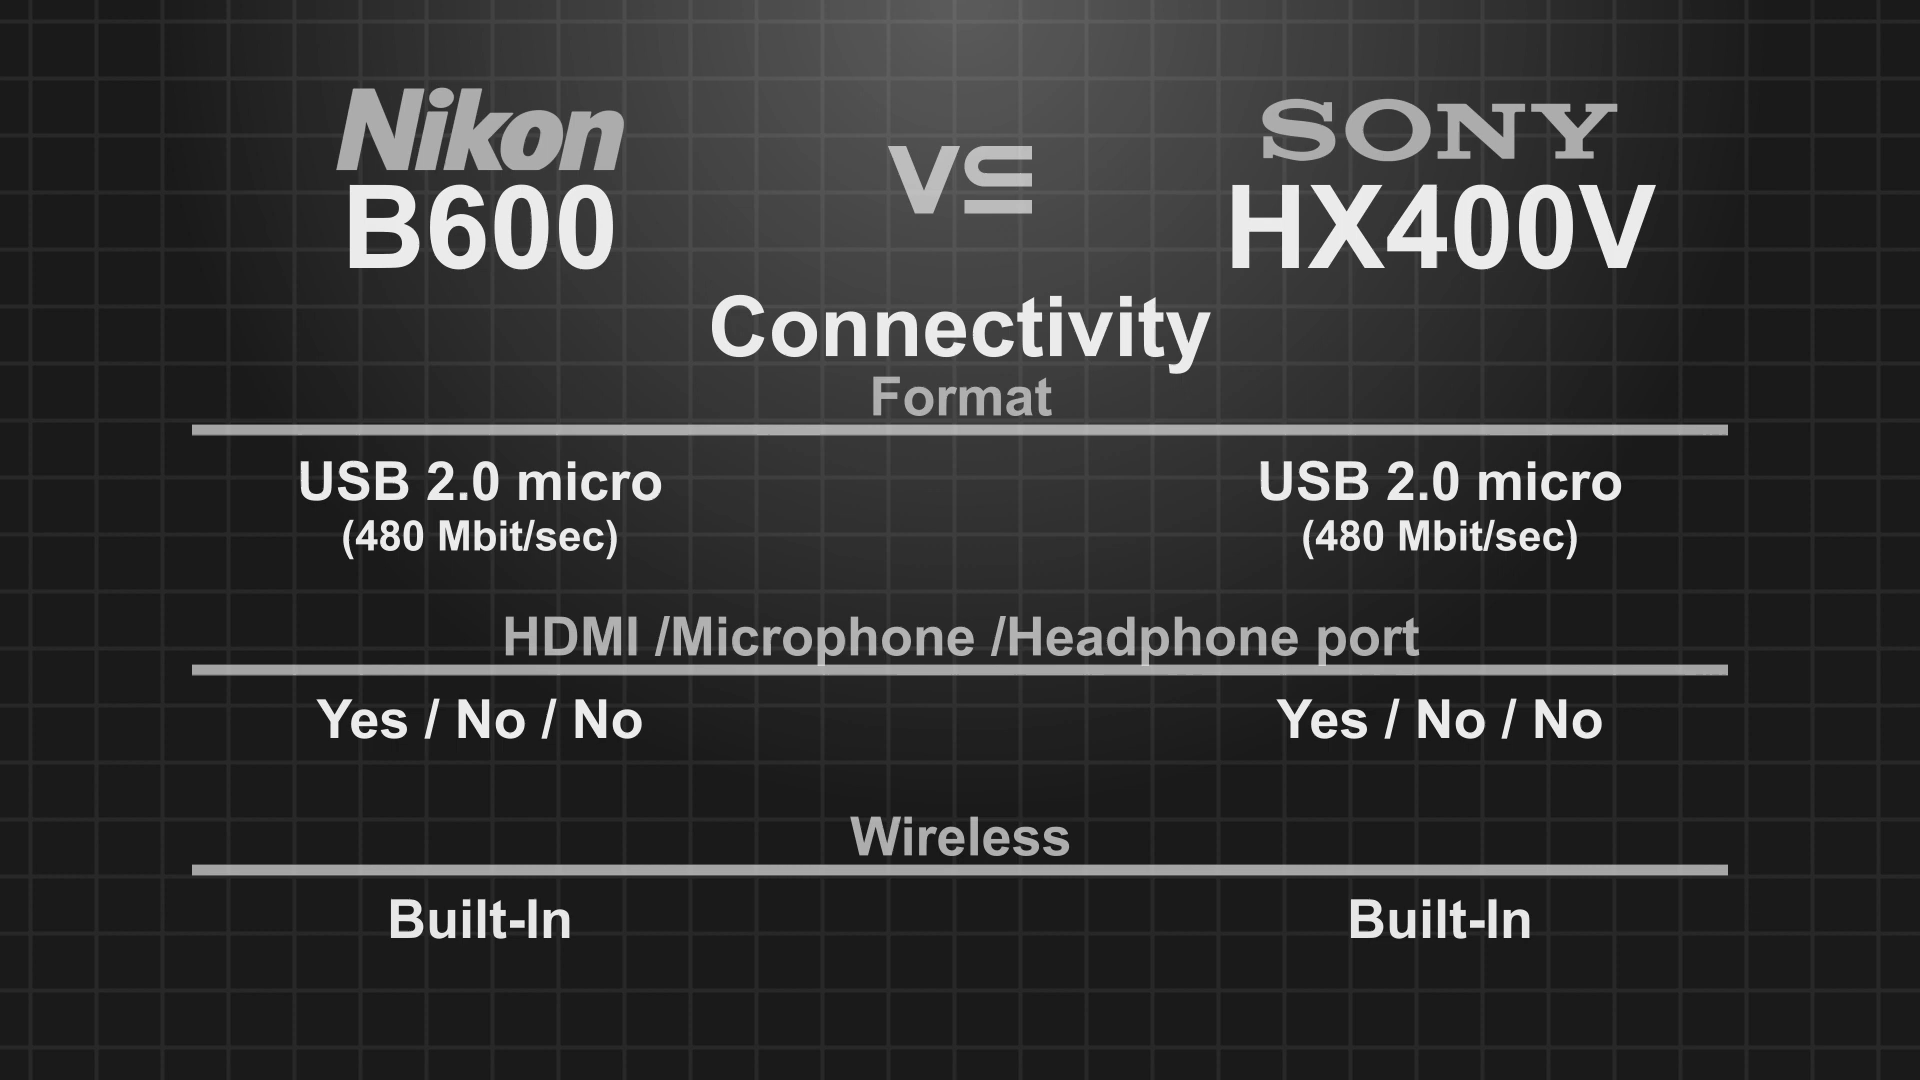 Nikon VS SONY
B600 HX400V
Connectivity
Format
USB 2.0 micro USB 2.0 micro
(480 Mbit/sec) (480 Mbit/sec)
HDMI /Microphone /Headphone port
Yes / No / No Yes / No / No
Wireless
Built-In Built-In